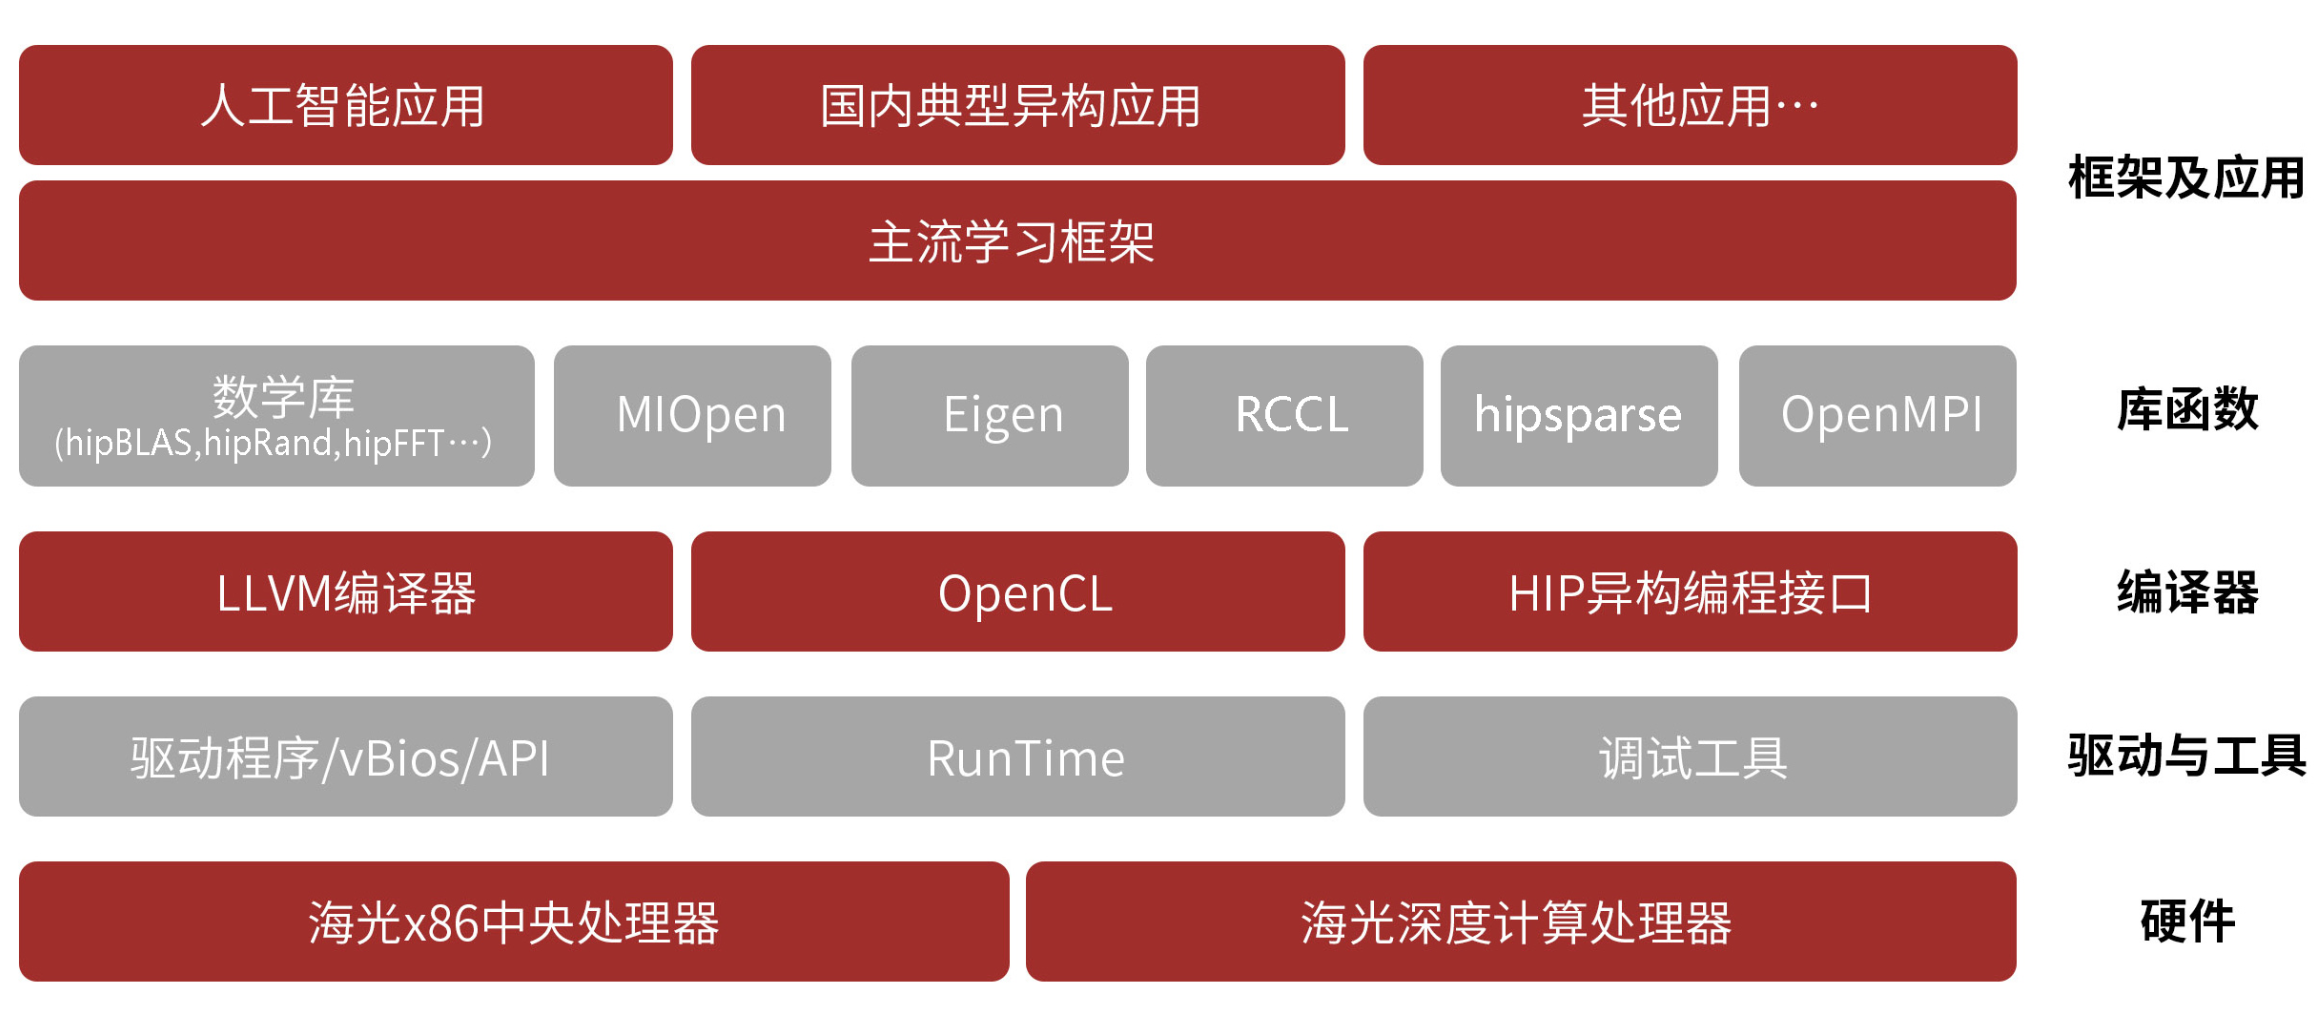 人工智能应用
国内典型异构应用
其他应用…
框架及应用
主流学习框架
数学库
(hipBLAS,hipRand,hipFFT…)
MIOpen
Eigen
RCCL
hipsparse
OpenMPI
库函数
LLVM编译器
OpenCL
HIP异构编程接口
编译器
驱动程序/vBios/API
RunTime
调试工具
驱动与工具
海光x86中央处理器
海光深度计算处理器
硬件